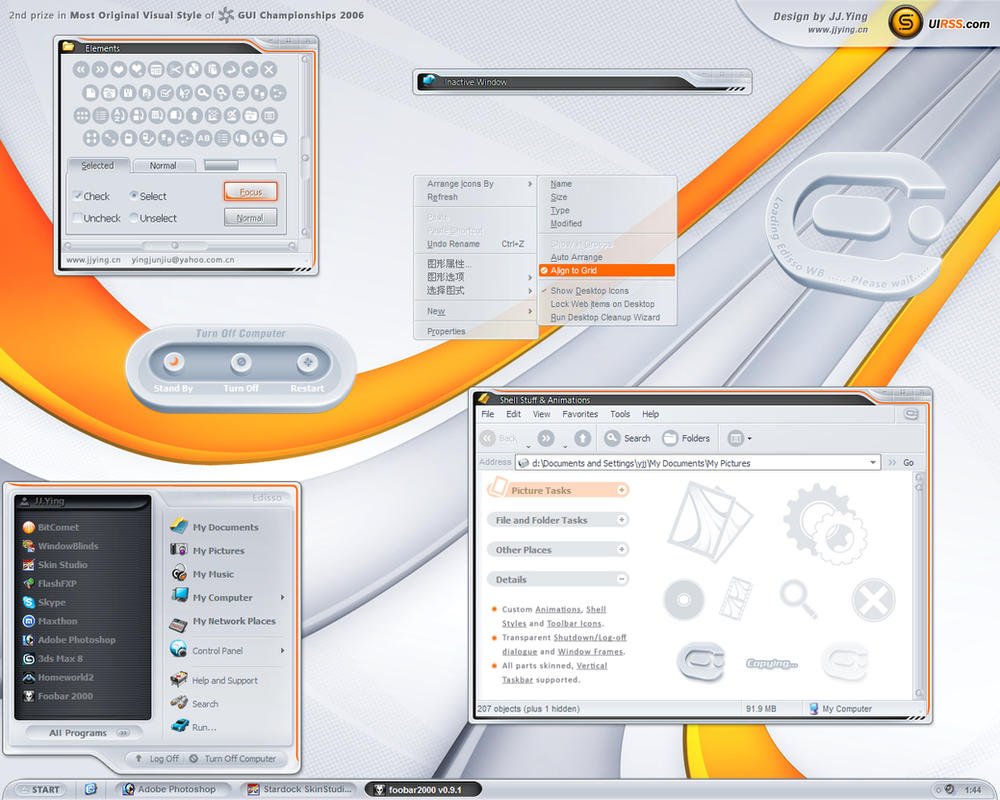 2nd prize in Most Original Visual Style of GUI Championships 2006
Design by JJ.Ying
www.jjying.cn
UIRSS.com
Elements
AB
Selected
Normal
Check
Select
Focus
Uncheck
Unselect
Normal
www.jjying.cn yingjunjiu@yahoo.com.cn
Inactive Window
Arrange Icons By
Refresh
Paste
Paste Shortcut
Undo Rename Ctrl+Z
图形属性...
图形选项
选择图式
New
Properties
Name
Size
Type
Modified
Show in Groups
Auto Arrange
Align to Grid
Show Desktop Icons
Lock Web Items on Desktop
Run Desktop Cleanup Wizard
Loading Edisso WB ...... Please wait......
Turn Off Computer
Stand By
Turn Off
Restart
Shell Stuff & Animations
File Edit View Favorites Tools Help
Back
Search
Folders
Address d:\Documents and Settings\yjj\My Documents\My Pictures
Go
Picture Tasks
File and Folder Tasks
Other Places
Details
Custom Animations, Shell
Styles and Toolbar Icons.
Transparent Shutdown/Log-off
dialogue and Window Frames.
All parts skinned, Vertical
Taskbar supported.
Copying...
207 objects (plus 1 hidden)
91.9 MB
My Computer
JJ.Ying
Edisso
BitComet
WindowBlinds
Skin Studio
FlashFXP
Skype
Maxthon
Adobe Photoshop
3ds Max 8
Homeworld2
Foobar 2000
All Programs
My Documents
My Pictures
My Music
My Computer
My Network Places
Control Panel
Help and Support
Search
Run...
Log Off
Turn Off Computer
START
Adobe Photoshop
Stardock SkinStudi...
foobar2000 v0.9.1
1:44